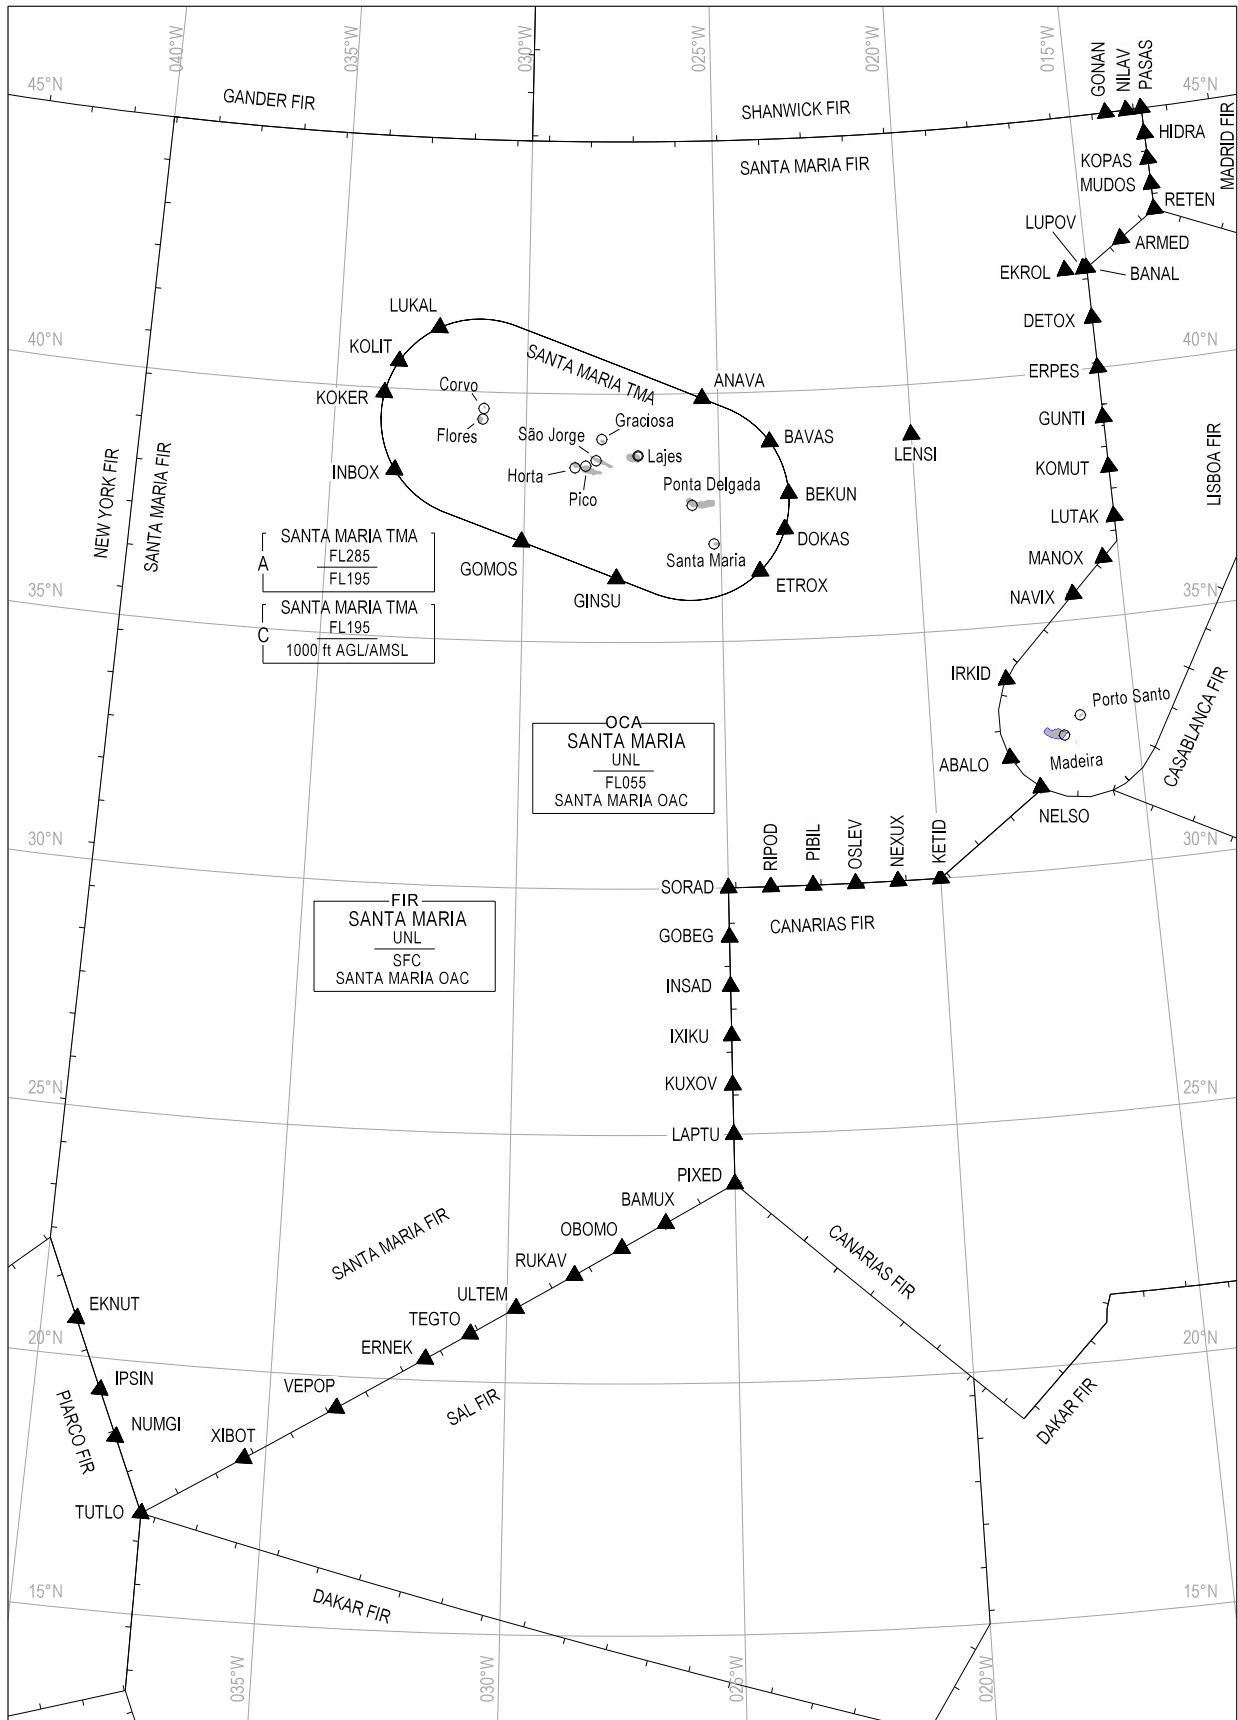 040°W
035°W
030°W
025°W
020°W
015°W
GONAN
NILAV
PASAS
45°N
45°N
GANDER FIR
SHANWICK FIR
SANTA MARIA FIR
MADRID FIR
HIDRA
KOPAS
MUDOS
RETEN
LUPOV
ARMED
EKROL
BANAL
LUKAL
DETOX
40°N
40°N
KOLIT
SANTA MARIA TMA
ERPES
KOKER
Corvo
ANAVA
Flores
Graciosa
GUNTI
São Jorge
BAVAS
LENSI
Lajes
INBOX
Horta
Pico
KOMUT
Ponta Delgada
BEKUN
LISBOA FIR
NEW YORK FIR
SANTA MARIA FIR
LUTAK
SANTA MARIA TMA
A
FL285
FL195
GOMOS
DOKAS
Santa Maria
MANOX
ETROX
GINSU
NAVIX
35°N
35°N
SANTA MARIA TMA
C
FL195
1000 ft AGL/AMSL
IRKID
Porto Santo
CASABLANCA FIR
OCA
SANTA MARIA
UNL
FL055
SANTA MARIA OAC
ABALO
Madeira
NELSO
30°N
30°N
RIPOD
PIBIL
OSLEV
NEXUX
KETID
SORAD
FIR
SANTA MARIA
UNL
SFC
SANTA MARIA OAC
CANARIAS FIR
GOBEG
INSAD
IXIKU
KUXOV
25°N
25°N
LAPTU
PIXED
BAMUX
SANTA MARIA FIR
OBOMO
CANARIAS FIR
RUKAV
ULTEM
EKNUT
TEGTO
20°N
20°N
ERNEK
IPSIN
VEPOP
SAL FIR
DAKAR FIR
PIARCO FIR
NUMGI
XIBOT
TUTLO
15°N
15°N
DAKAR FIR
035°W
030°W
025°W
020°W